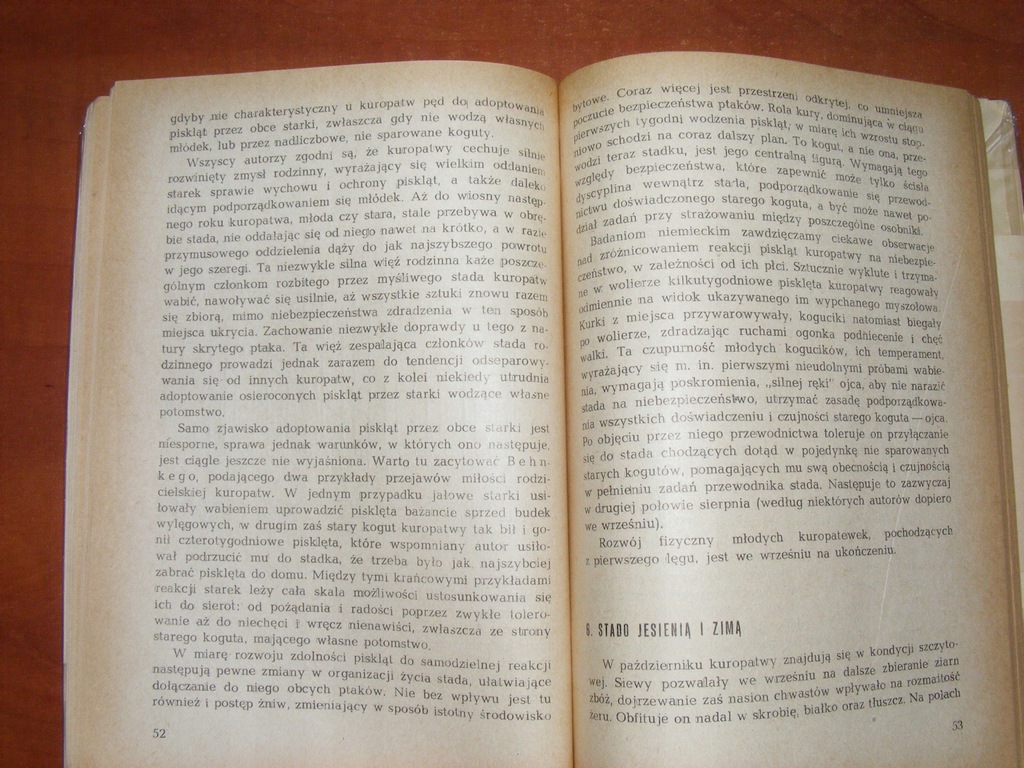 gdyby nie charakterystyczny u kuropatw pęd do adoptowania
piskląt przez obce starki, zwłaszcza gdy nie wodzą własnych
młódek, lub przez nadliczbowe, nie sparowane koguty.
Wszyscy autorzy zgodni są, że kuropatwy cechuje silnie
rozwinięty zmysł rodzinny, wyrażający się wielkim oddaniem
starek sprawie wychowu i ochrony piskląt, a także daleko
idącym podporządkowaniem się młódek. Aż do wiosny następ-
nego roku kuropatwa, młoda czy stara, stale przebywa w obrę-
bie stada, nie oddalając się od niego nawet na krótko, a w razie
przymusowego oddzielenia dąży do jak najszybszego powrotu
w jego szeregi. Ta niezwykle silna więź rodzinna każe poszcze-
gólnym członkom rozbitego przez myśliwego stada kuropatw
wabić, nawoływać się usilnie, aż wszystkie sztuki znowu razem
się zbiorą, mimo niebezpieczeństwa zdradzenia w ten sposób
miejsca ukrycia. Zachowanie niezwykłe doprawdy u tego z na-
tury skrytego ptaka. Ta więź zespalająca członków stada ro-
dzinnego prowadzi jednak zarazem do tendencji odseparowy-
wania się od innych kuropatw, co z kolei niekiedy utrudnia
adoptowanie osieroconych piskląt przez starki wodzące własne
potomstwo.
Samo zjawisko adoptowania piskląt przez obce starki jest
niesporne, sprawa jednak warunków, w których ono następuje,
jest ciągle jeszcze nie wyjaśniona. Warto tu zacytować Behn-
kego, podającego dwa przykłady przejawów miłości rodzi-
cielskiej kuropatw. W jednym przypadku jałowe starki usi-
łowały wabieniem uprowadzić pisklęta bażancie sprzed budek
wylęgowych, w drugim zaś stary kogut kuropatwy tak bił i go-
nił czterotygodniowe pisklęta, które wspomniany autor usiło-
wał podrzucić mu do stadka, że trzeba było jak najszybciej
zabrać pisklęta do domu. Między tymi krańcowymi przykładami
reakcji starek leży cała skala możliwości ustosunkowania się
ich do sierot: od pożądania i radości poprzez zwykłe tolero-
wanie aż do niechęci i wręcz nienawiści, zwłaszcza ze strony
starego koguta, mającego własne potomstwo.
W miarę rozwoju zdolności piskląt do samodzielnej reakcji
następują pewne zmiany w organizacji życia stada, ułatwiające
dołączanie do niego obcych ptaków. Nie bez wpływu jest tu
również i postęp żniw, zmieniający w sposób istotny środowisko
52
bytowe. Coraz więcej jest przestrzeni odkrytej, co umniejsza
poczucie bezpieczeństwa ptaków. Rola kury, dominująca w ciągu
pierwszych tygodni wodzenia piskląt, w miarę ich wzrostu stop-
niowo schodzi na coraz dalszy plan. To kogut, a nie ona, prze-
wodzi teraz stadku, jest jego centralną figurą. Wymagają tego
względy bezpieczeństwa, które zapewnić może tylko ścisła
dyscyplina wewnątrz stada, podporządkowanie się przewod-
nictwu doświadczonego starego koguta, a być może nawet po-
dział zadań przy strażowaniu między poszczególne osobniki.
Badaniom niemieckim zawdzięczamy ciekawe obserwacje
nad zróżnicowaniem reakcji piskląt kuropatwy na niebezpie-
czeństwo, w zależności od ich płci. Sztucznie wyklute i trzyma-
ne w wolierze kilkutygodniowe pisklęta kuropatwy reagowały
odmiennie na widok ukazywanego im wypchanego myszołowa.
Kurki z miejsca przywarowywały, koguciki natomiast biegały
po wolierze, zdradzając ruchami ogonka podniecenie i chęć
walki. Ta czupurność młodych kogucików, ich temperament,
wyrażający się m. in. pierwszymi nieudolnymi próbami wabie-
nia, wymagają poskromienia, „silnej ręki" ojca, aby nie narazić
stada na niebezpieczeństwo, utrzymać zasadę podporządkowa-
nia wszystkich doświadczeniu i czujności starego koguta — ojca.
Po objęciu przez niego przewodnictwa toleruje on przyłączanie
się do stada chodzących dotąd w pojedynkę nie sparowanych
starych kogutów, pomagających mu swą obecnością i czujnością
w pełnieniu zadań przewodnika stada. Następuje to zazwyczaj
w drugiej połowie sierpnia (według niektórych autorów dopiero
we wrześniu).
Rozwój fizyczny młodych kuropatewek, pochodzących
z pierwszego lęgu, jest we wrześniu na ukończeniu.
6. STADO JESIENIĄ I ZIMĄ
W październiku kuropatwy znajdują się w kondycji szczyto-
wej. Siewy pozwalały we wrześniu na dalsze zbieranie ziarn
zbóż, dojrzewanie zaś nasion chwastów wpływało na rozmaitość
żeru. Obfituje on nadal w skrobię, białko oraz tłuszcz. Na polach
53